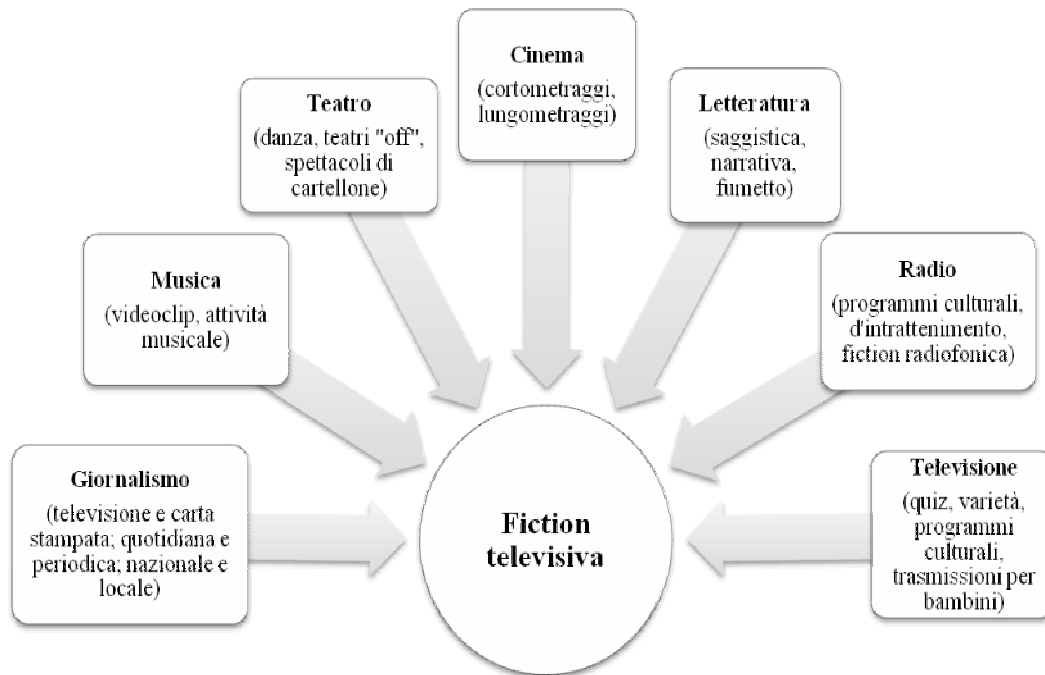 Cinema
(cortometraggi,
lungometraggi)
Teatro
(danza, teatri "off",
spettacoli di
cartellone)
Letteratura
(saggistica,
narrativa,
fumetto)
Musica
(videoclip, attività
musicale)
Radio
(programmi culturali,
d'intrattenimento,
fiction radiofonica)
Giornalismo
(televisione e carta
stampata; quotidiana e
periodica; nazionale e
locale)
Televisione
(quiz, varietà,
programmi
culturali,
trasmissioni per
bambini)
Fiction
televisiva